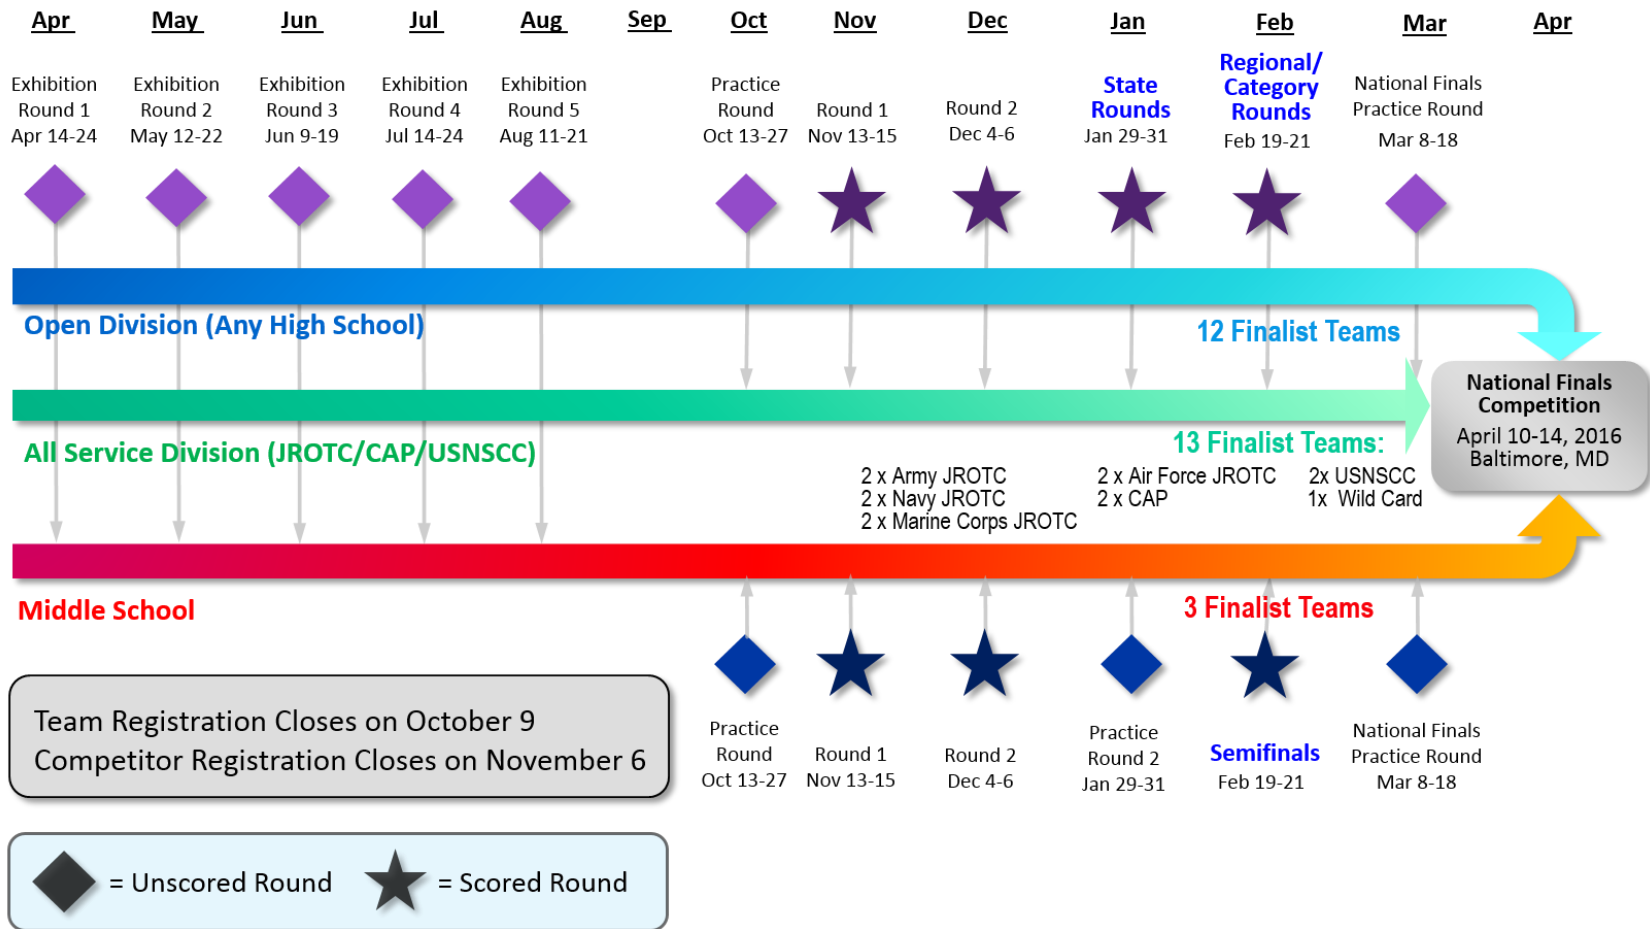 Apr
May
Jun
Jul
Aug
Sep
Oct
Nov
Dec
Jan
Feb
Mar
Apr
Exhibition
Round 1
Apr 14-24
Exhibition
Round 2
May 12-22
Exhibition
Round 3
Jun 9-19
Exhibition
Round 4
Jul 14-24
Exhibition
Round 5
Aug 11-21
Practice
Round
Oct 13-27
Round 1
Nov 13-15
Round 2
Dec 4-6
State
Rounds
Jan 29-31
Regional/
Category
Rounds
Feb 19-21
National Finals
Practice Round
Mar 8-18
Open Division (Any High School)
12 Finalist Teams
National Finals
Competition
April 10-14, 2016
Baltimore, MD
All Service Division (JROTC/CAP/USNSCC)
13 Finalist Teams:
2 x Army JROTC
2 x Navy JROTC
2 x Marine Corps JROTC
2 x Air Force JROTC
2 x CAP
2x USNSCC
1x Wild Card
Middle School
3 Finalist Teams
Practice
Round
Oct 13-27
Round 1
Nov 13-15
Round 2
Dec 4-6
Practice
Round 2
Jan 29-31
Semifinals
Feb 19-21
National Finals
Practice Round
Mar 8-18
Team Registration Closes on October 9
Competitor Registration Closes on November 6
= Unscored Round
= Scored Round